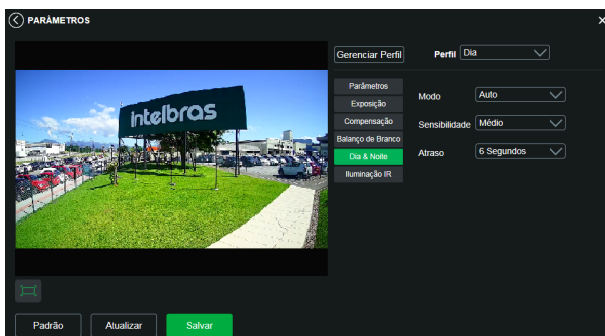 PARÂMETROS
Gerenciar Perfil
Perfil Dia
intelbras
Parâmetros
Exposição
Compensação
Balanço de Branco
Dia & Noite
Iluminação IR
Modo Auto
Sensibilidade Médio
Atraso 6 Segundos
Padrão Atualizar Salvar